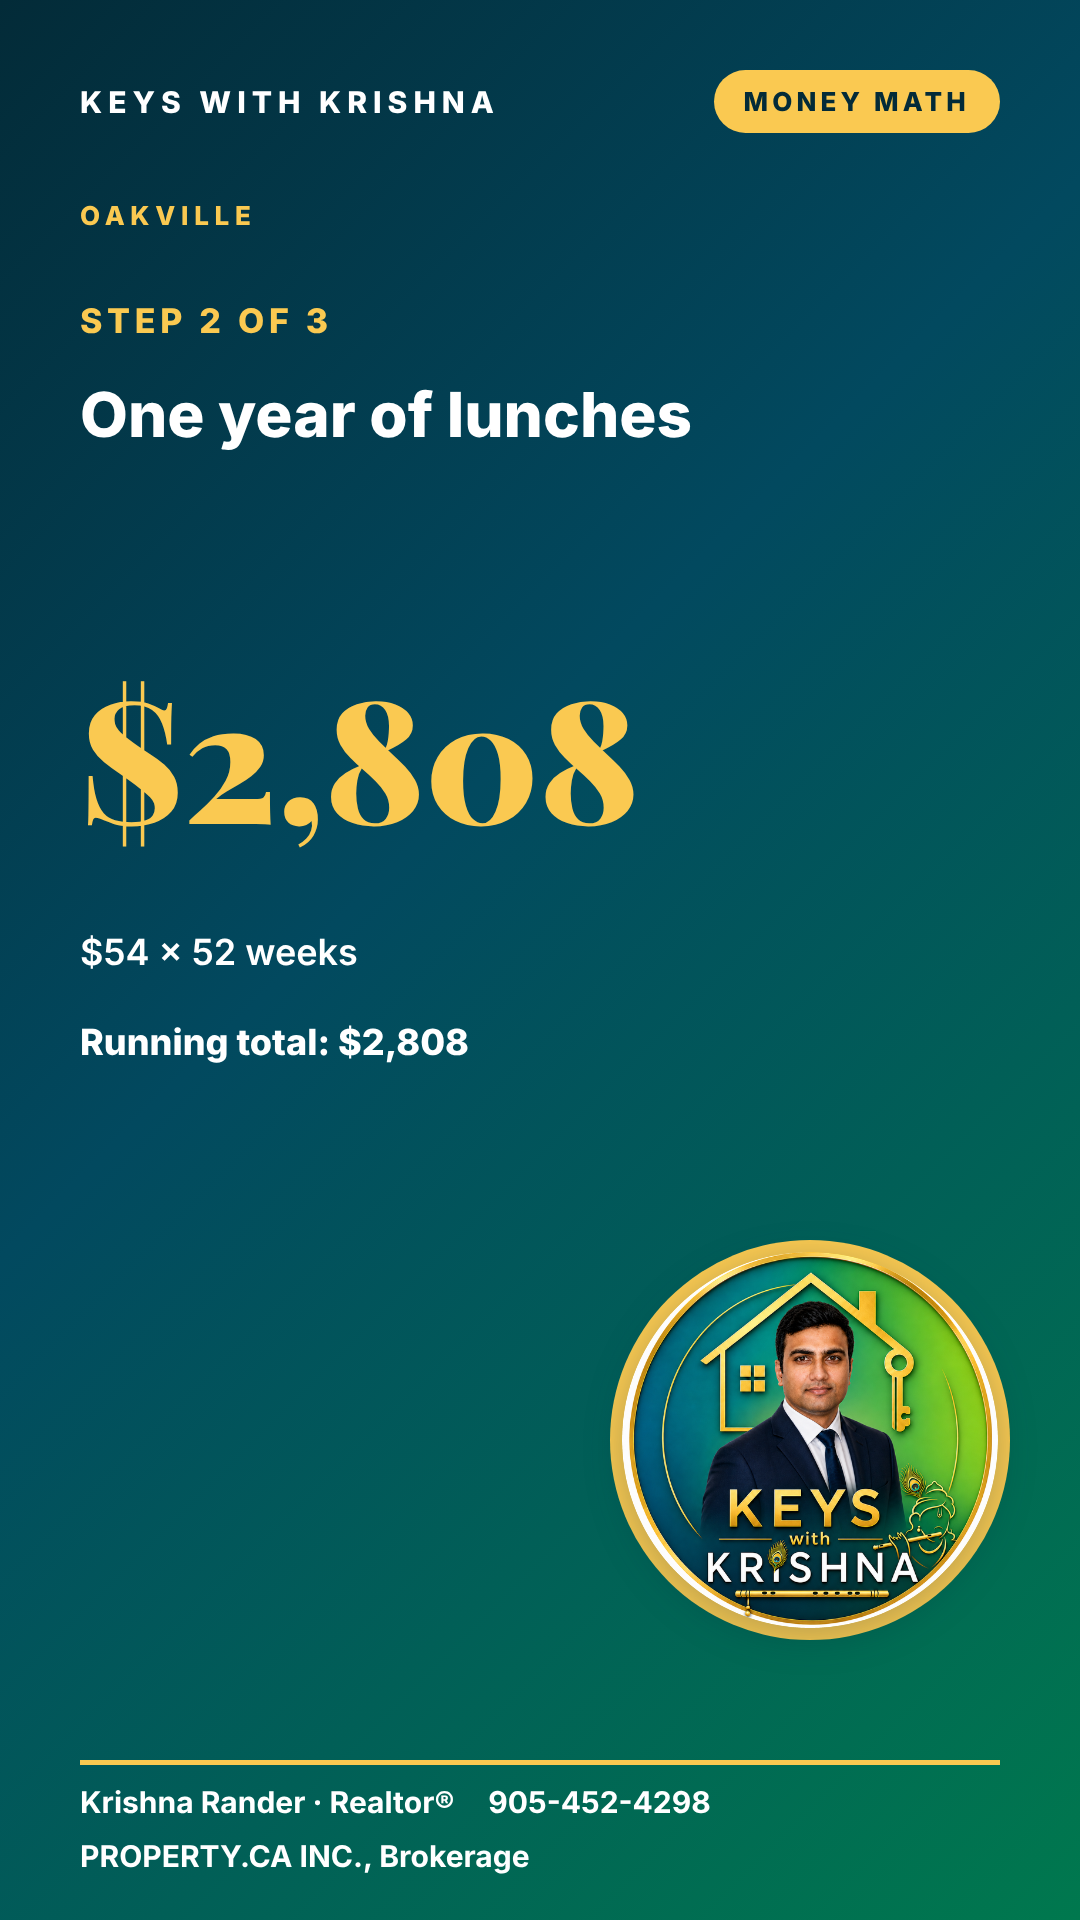 KEYS WITH KRISHNA
MONEY MATH
OAKVILLE
STEP 2 OF 3
One year of lunches
$2,808
$54 × 52 weeks
Running total: $2,808
KEYS
with
KRISHNA
Krishna Rander · Realtor® 905-452-4298
PROPERTY.CA INC., Brokerage